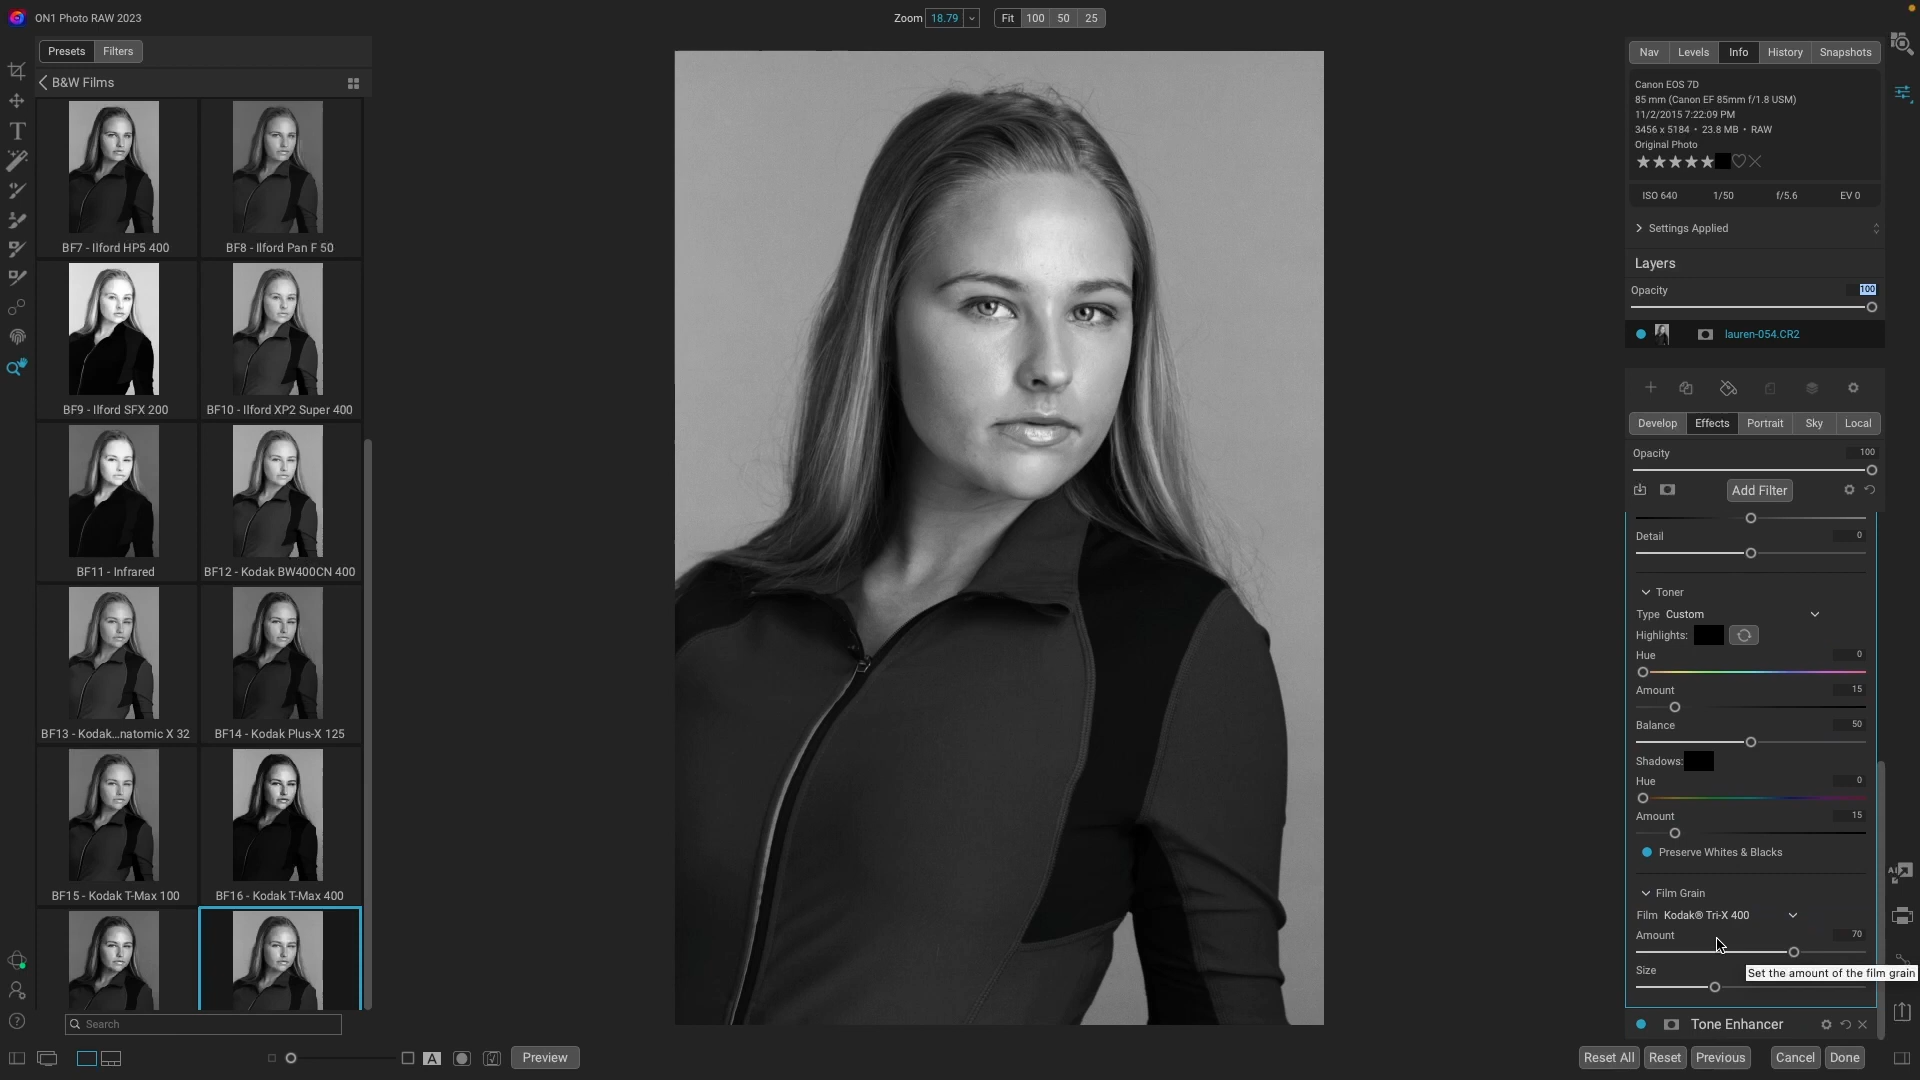 ON1 Photo RAW 2023
Zoom 18.79 Fit 100 50 25
Presets Filters
B&W Films
BF7 - Ilford HP5 400
BF8 - Ilford Pan F 50
BF9 - Ilford SFX 200
BF10 - Ilford XP2 Super 400
BF11 - Infrared
BF12 - Kodak BW400CN 400
BF13 - Kodak...natomic X 32
BF14 - Kodak Plus-X 125
BF15 - Kodak T-Max 100
BF16 - Kodak T-Max 400
Search
A
Preview
T
?
Nav Levels Info History Snapshots
Canon EOS 7D
85 mm (Canon EF 85mm f/1.8 USM)
11/2/2015 7:22:09 PM
3456 x 5184 • 23.8 MB • RAW
Original Photo
ISO 640 1/50 f/5.6 EV 0
Settings Applied
Layers
Opacity 100
lauren-054.CR2
Develop Effects Portrait Sky Local
Opacity 100
Add Filter
Detail 0
Toner
Type Custom
Highlights:
Hue 0
Amount 15
Balance 50
Shadows:
Hue 0
Amount 15
Preserve Whites & Blacks
Film Grain
Film Kodak® Tri-X 400
Amount 70
Set the amount of the film grain
Size
Tone Enhancer
Reset All Reset Previous Cancel Done